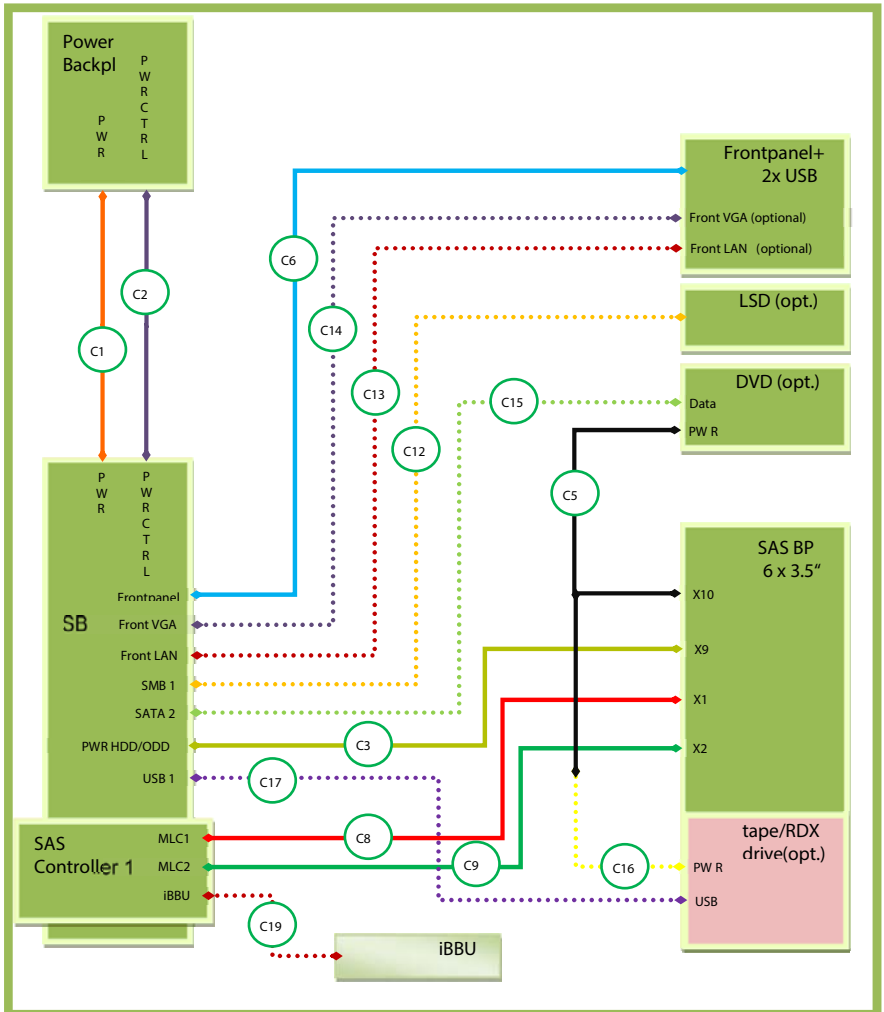 Power
Backpl
PWR
PWRCTRL
C1
C2
PWR
PWRCTRL
SB
Frontpanel
Front VGA
Front LAN
SMB 1
SATA 2
PWR HDD/ODD
USB 1
SAS
Controller 1
MLC1
MLC2
iBBU
C6
C14
C13
C12
C15
C5
C3
C17
C8
C9
C16
C19
iBBU
Frontpanel+
2x USB
Front VGA (optional)
Front LAN (optional)
LSD (opt.)
DVD (opt.)
Data
PW R
SAS BP
6 x 3.5“
X10
X9
X1
X2
tape/RDX
drive(opt.)
PW R
USB